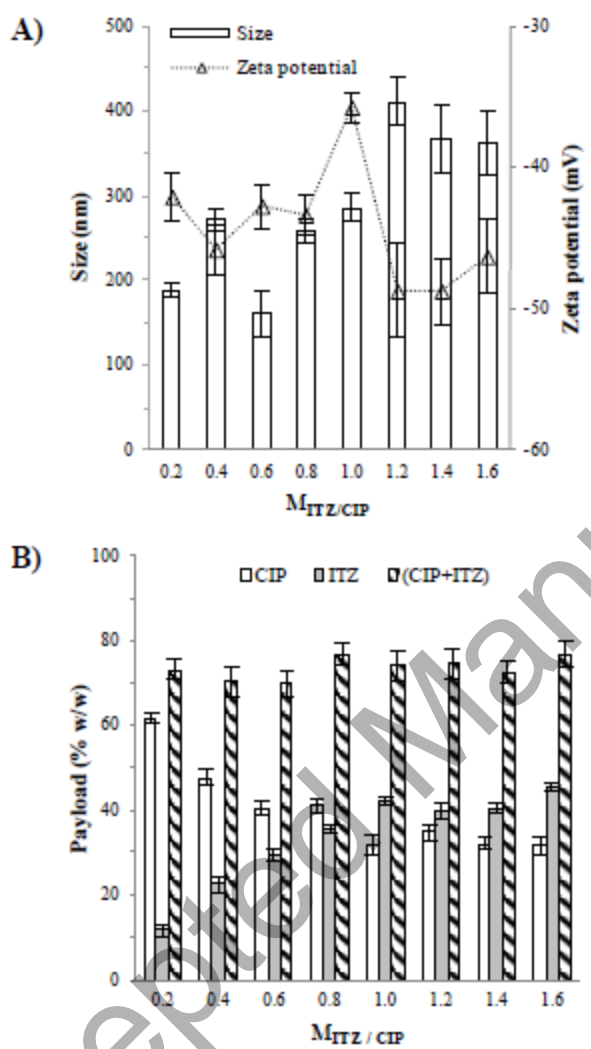 A)
Size
Zeta potential
500
400
300
200
100
0
Size (nm)
-30
-40
-50
-60
Zeta potential (mV)
0.2 0.4 0.6 0.8 1.0 1.2 1.4 1.6
MITZ/CIP
B)
CIP ITZ (CIP+ITZ)
100
80
60
40
20
0
Payload (% w/w)
0.2 0.4 0.6 0.8 1.0 1.2 1.4 1.6
MITZ / CIP
epted Man